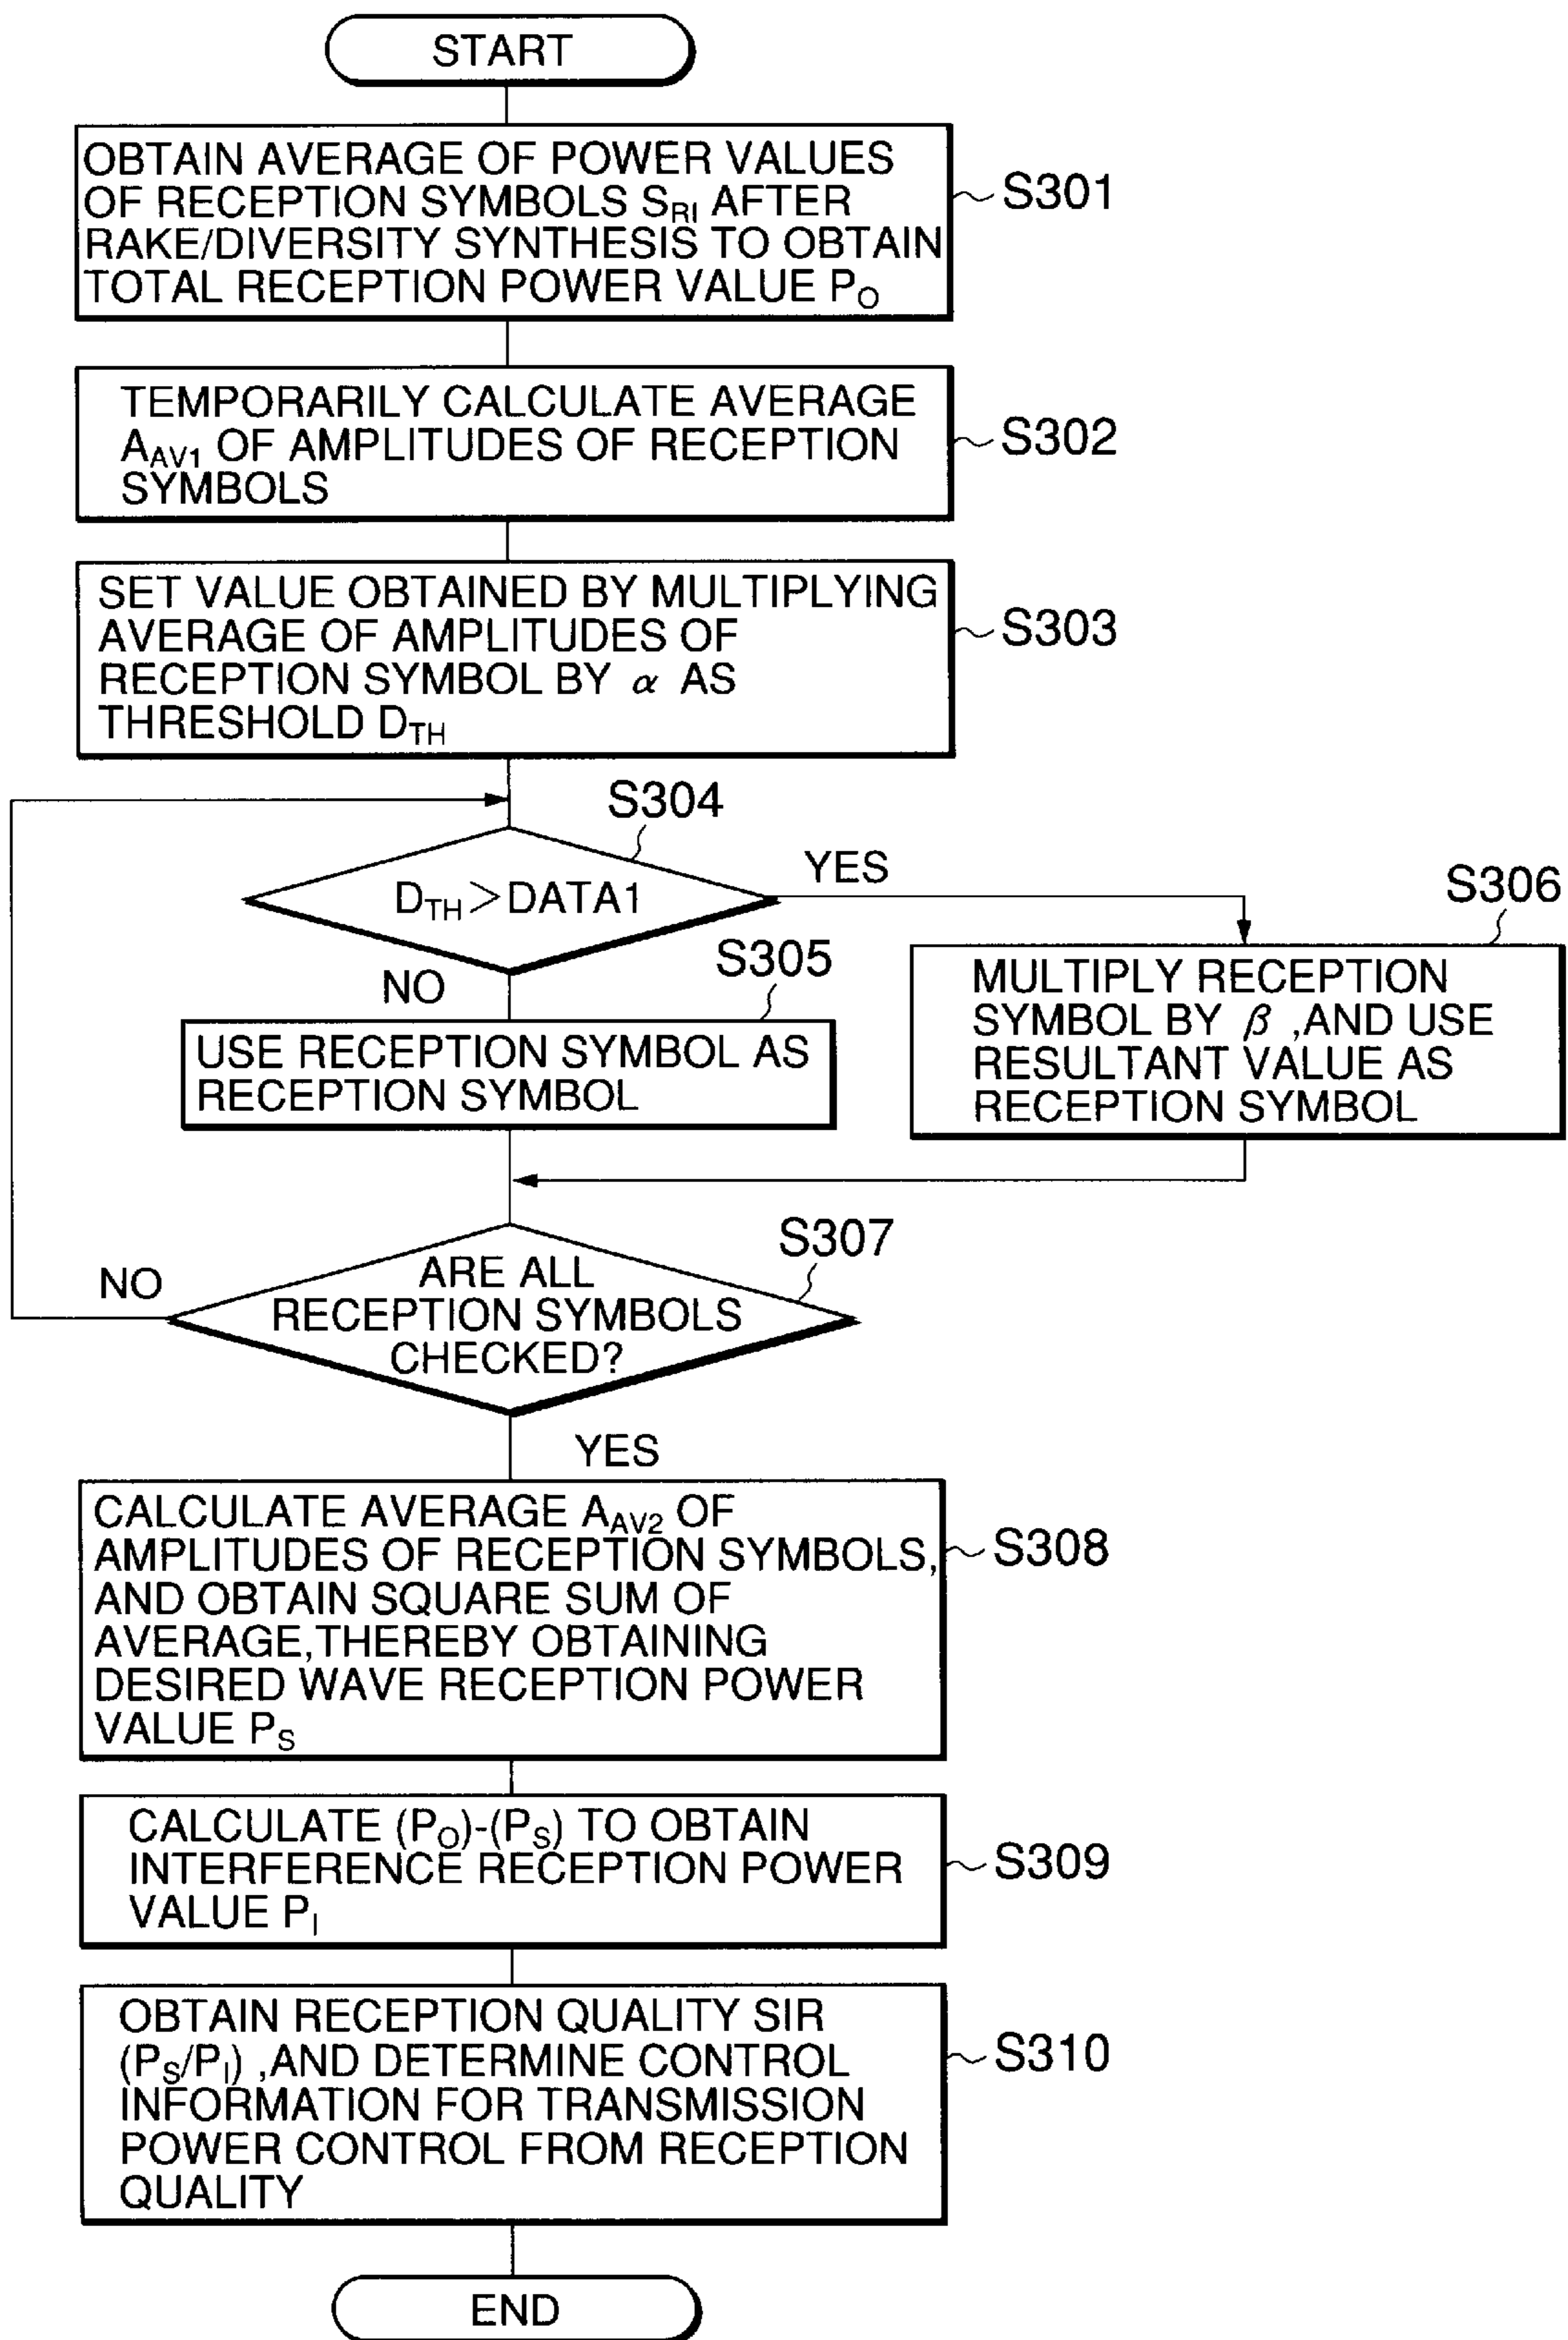 START
OBTAIN AVERAGE OF POWER VALUES
OF RECEPTION SYMBOLS SRI AFTER
RAKE/DIVERSITY SYNTHESIS TO OBTAIN
TOTAL RECEPTION POWER VALUE PO
S301
TEMPORARILY CALCULATE AVERAGE
AAV1 OF AMPLITUDES OF RECEPTION
SYMBOLS
S302
SET VALUE OBTAINED BY MULTIPLYING
AVERAGE OF AMPLITUDES OF
RECEPTION SYMBOL BY α AS
THRESHOLD DTH
S303
S304
DTH>DATA1
YES
NO
S305
USE RECEPTION SYMBOL AS
RECEPTION SYMBOL
S306
MULTIPLY RECEPTION
SYMBOL BY β ,AND USE
RESULTANT VALUE AS
RECEPTION SYMBOL
S307
ARE ALL
RECEPTION SYMBOLS
CHECKED?
NO
YES
CALCULATE AVERAGE AAV2 OF
AMPLITUDES OF RECEPTION SYMBOLS,
AND OBTAIN SQUARE SUM OF
AVERAGE,THEREBY OBTAINING
DESIRED WAVE RECEPTION POWER
VALUE PS
S308
CALCULATE (PO)-(PS) TO OBTAIN
INTERFERENCE RECEPTION POWER
VALUE PI
S309
OBTAIN RECEPTION QUALITY SIR
(PS/PI) ,AND DETERMINE CONTROL
INFORMATION FOR TRANSMISSION
POWER CONTROL FROM RECEPTION
QUALITY
S310
END